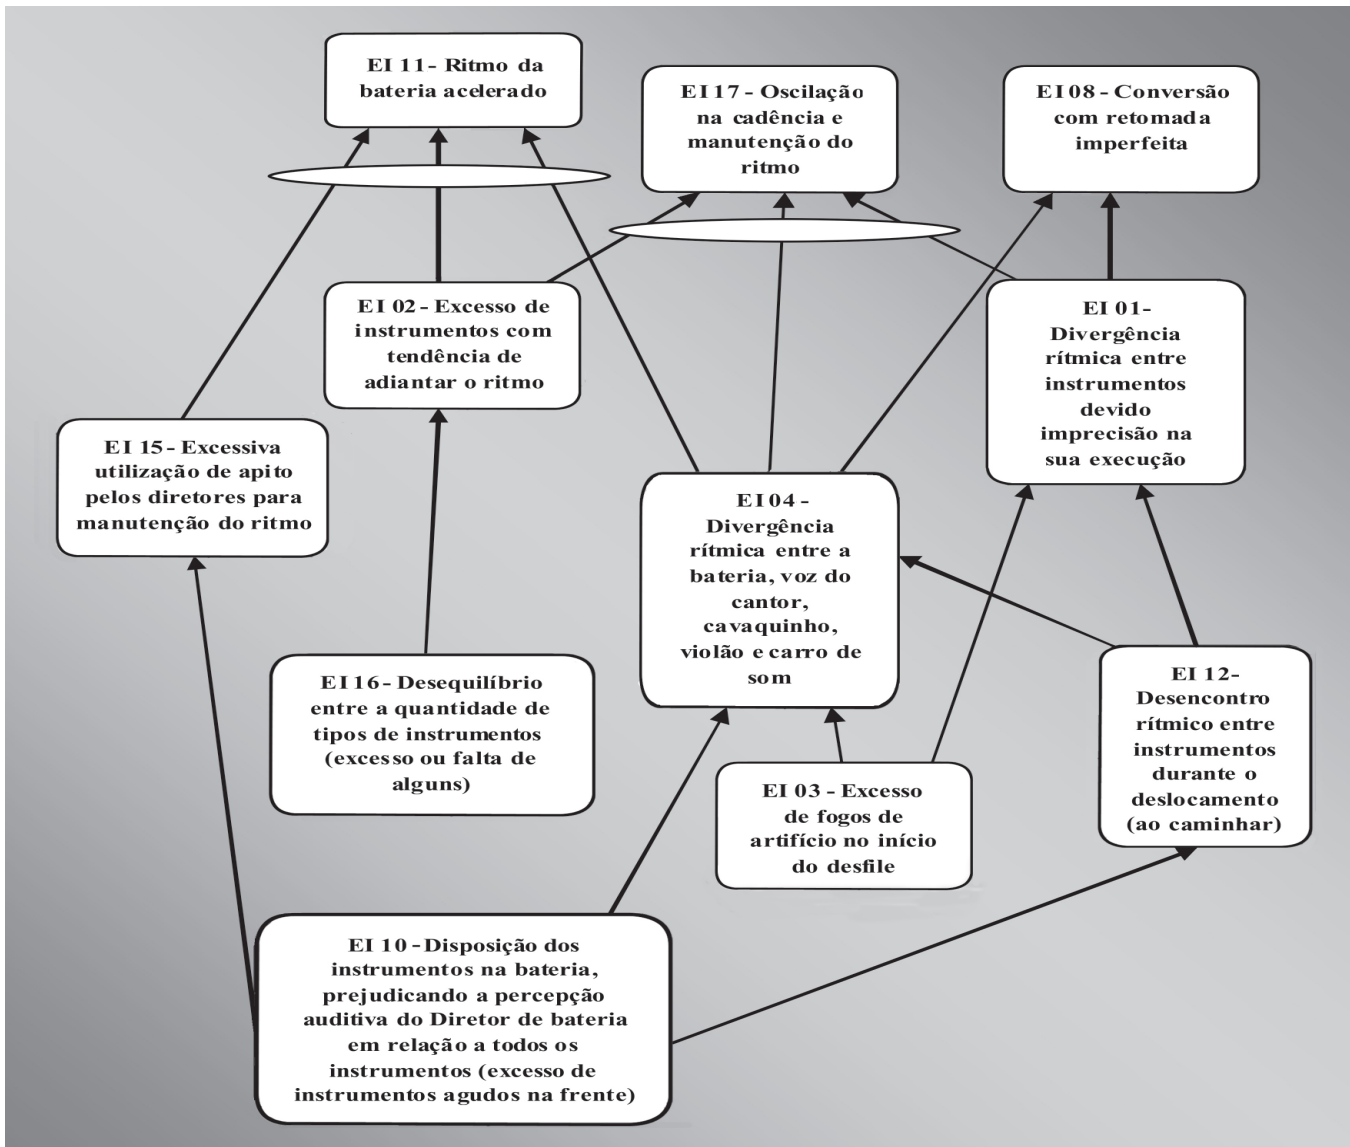 EI 11 - Ritmo da
bateria acelerado
EI 17 - Oscilação
na cadência e
manutenção do
ritmo
EI 08 - Conversão
com retomada
imperfeita
EI 02 - Excesso de
instrumentos com
tendência de
adiantar o ritmo
EI 01-
Divergência
rítmica entre
instrumentos
devido
imprecisão na
sua execução
EI 15 - Excessiva
utilização de apito
pelos diretores para
manutenção do ritmo
EI 04 -
Divergência
rítmica entre a
bateria, voz do
cantor,
cavaquinho,
violão e carro de
som
EI 16 - Desequilíbrio
entre a quantidade de
tipos de instrumentos
(excesso ou falta de
alguns)
EI 12-
Desencontro
rítmico entre
instrumentos
durante o
deslocamento
(ao caminhar)
EI 03 - Excesso
de fogos de
artifício no início
do desfile
EI 10 - Disposição dos
instrumentos na bateria,
prejudicando a percepção
auditiva do Diretor de bateria
em relação a todos os
instrumentos (excesso de
instrumentos agudos na frente)